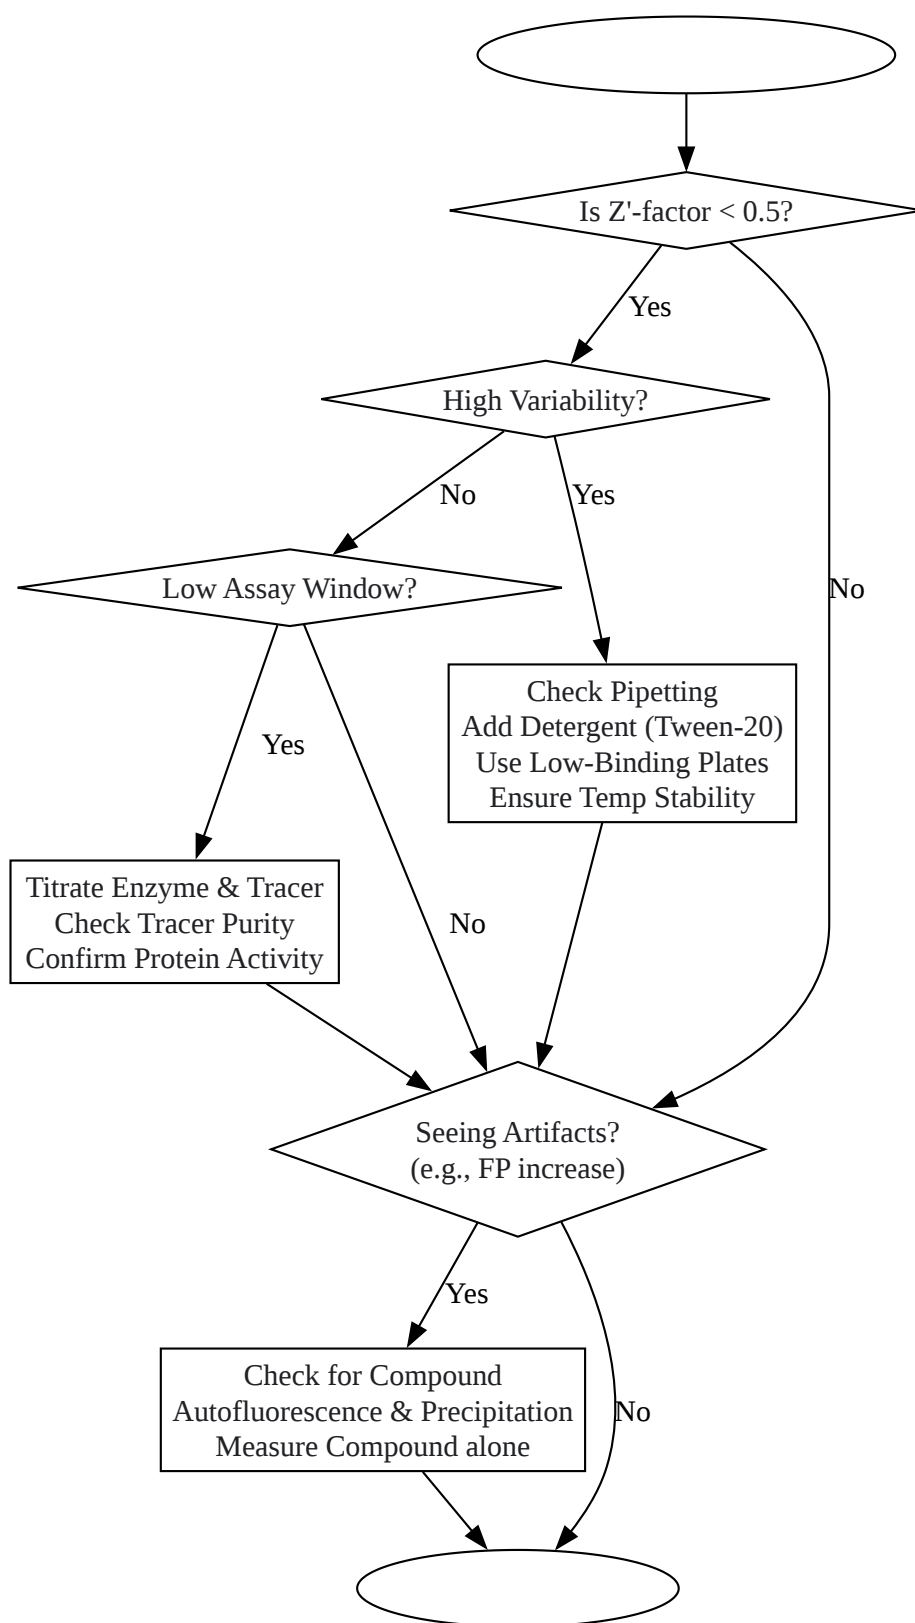 Is Z'-factor < 0.5?
Yes
High Variability?
No
Yes
Low Assay Window?
No
Check Pipetting
Add Detergent (Tween-20)
Use Low-Binding Plates
Ensure Temp Stability
Yes
Titrate Enzyme & Tracer
Check Tracer Purity
Confirm Protein Activity
No
Seeing Artifacts?
(e.g., FP increase)
Yes
Check for Compound
Autofluorescence & Precipitation
Measure Compound alone
No